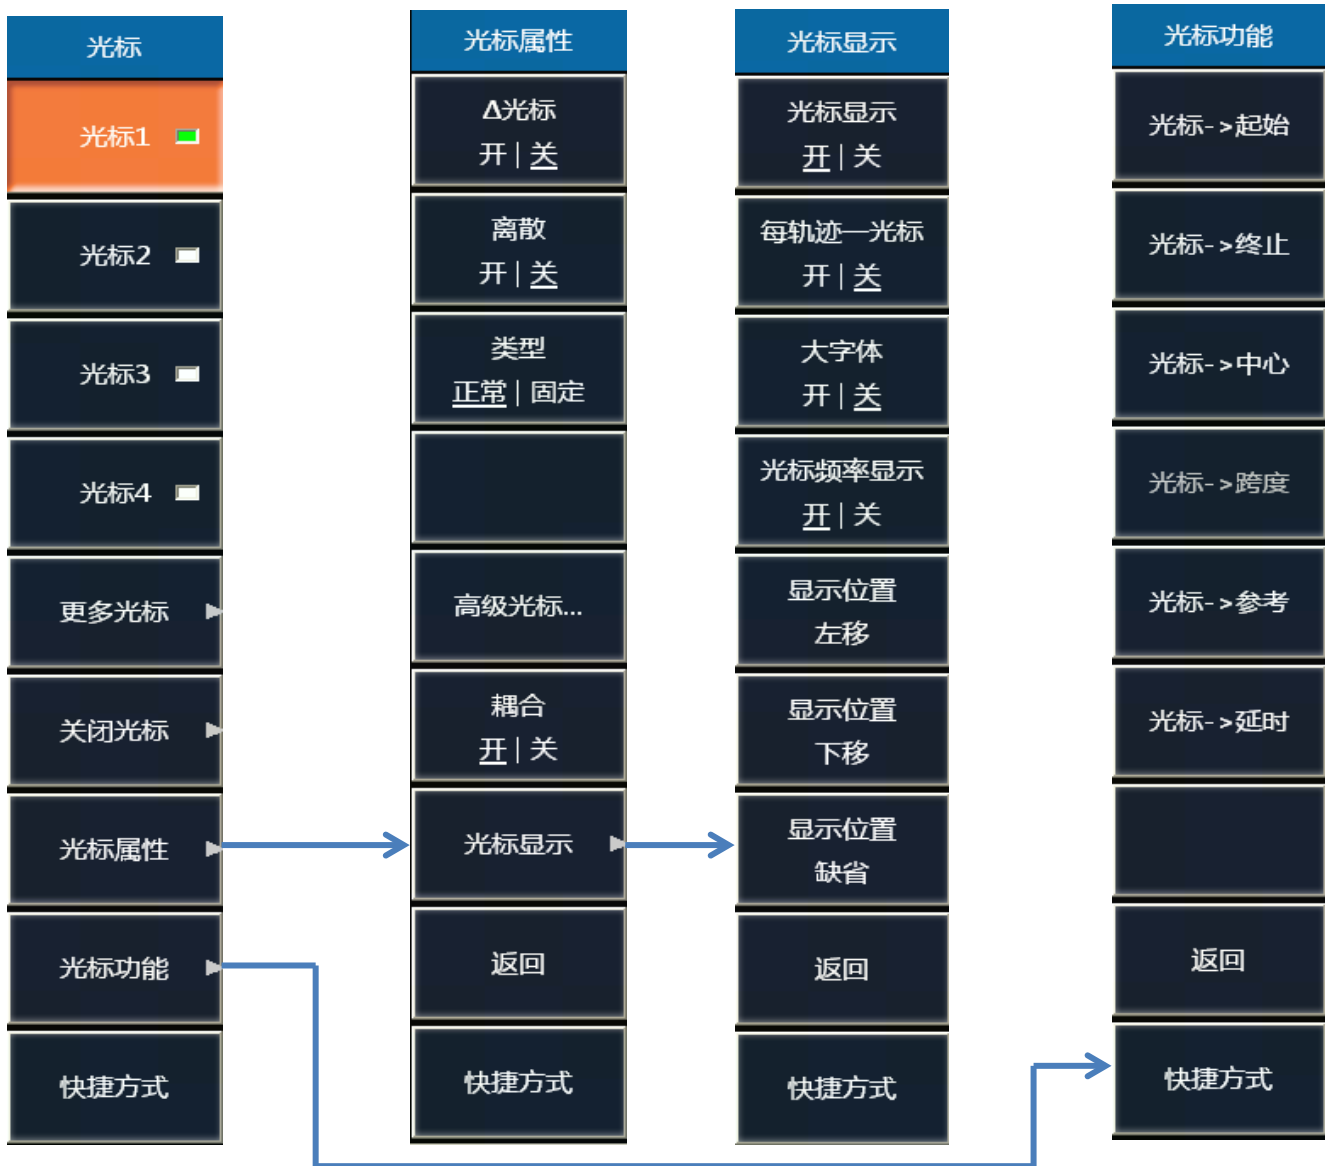 光标
光标1
光标2
光标3
光标4
更多光标
关闭光标
光标属性
光标功能
快捷方式
光标属性
Δ光标
开|关
离散
开|关
类型
正常|固定
高级光标...
耦合
开|关
光标显示
返回
快捷方式
光标显示
光标显示
开|关
每轨迹一光标
开|关
大字体
开|关
光标频率显示
开|关
显示位置
左移
显示位置
下移
显示位置
缺省
返回
快捷方式
光标功能
光标->起始
光标->终止
光标->中心
光标->跨度
光标->参考
光标->延时
返回
快捷方式